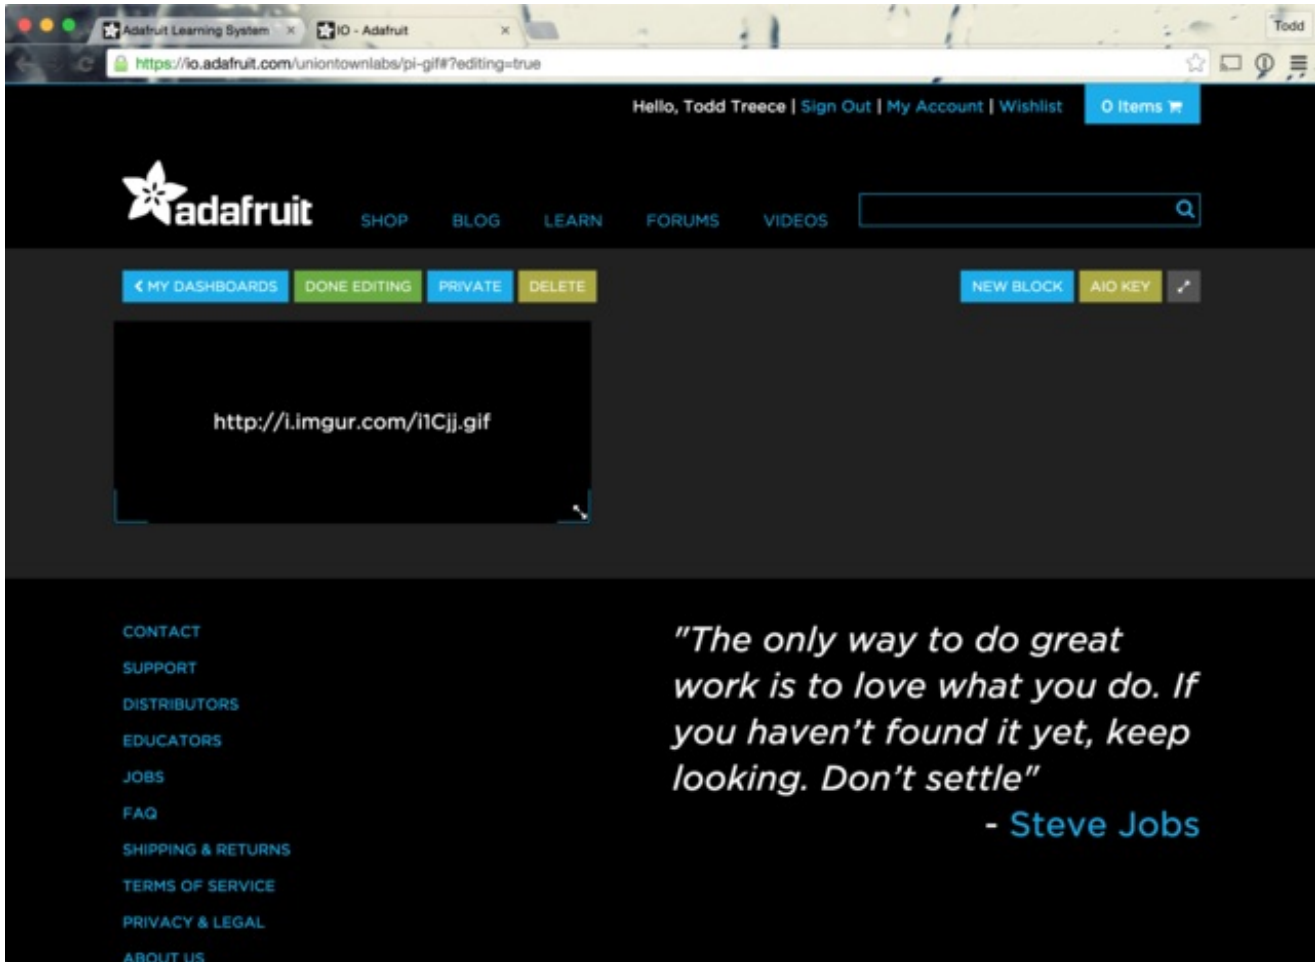 Adafruit Learning System
IO - Adafruit
Todd
https://io.adafruit.com/uniontownlabs/pi-gif#?editing=true
Hello, Todd Treece | Sign Out | My Account | Wishlist
0 Items
adafruit
SHOP BLOG LEARN FORUMS VIDEOS
MY DASHBOARDS DONE EDITING PRIVATE DELETE NEW BLOCK AIO KEY
http://i.imgur.com/i1Cjj.gif
CONTACT
SUPPORT
DISTRIBUTORS
EDUCATORS
JOBS
FAQ
SHIPPING & RETURNS
TERMS OF SERVICE
PRIVACY & LEGAL
ABOUT US
"The only way to do great
work is to love what you do. If
you haven't found it yet, keep
looking. Don't settle"
- Steve Jobs